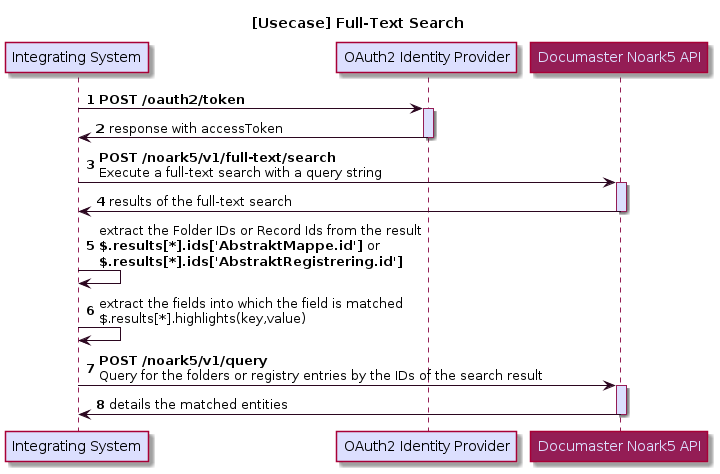 [Usecase] Full-Text Search
Integrating System
OAuth2 Identity Provider
Documaster Noark5 API
1 POST /oauth2/token
2 response with accessToken
3 POST /noark5/v1/full-text/search
Execute a full-text search with a query string
4 results of the full-text search
extract the Folder IDs or Record Ids from the result
5 $.results[*].ids['AbstraktMappe.id'] or
$.results[*].ids['AbstraktRegistrering.id']
6 extract the fields into which the field is matched
$.results[*].highlights(key,value)
7 POST /noark5/v1/query
Query for the folders or registry entries by the IDs of the search result
8 details the matched entities
Integrating System
OAuth2 Identity Provider
Documaster Noark5 API